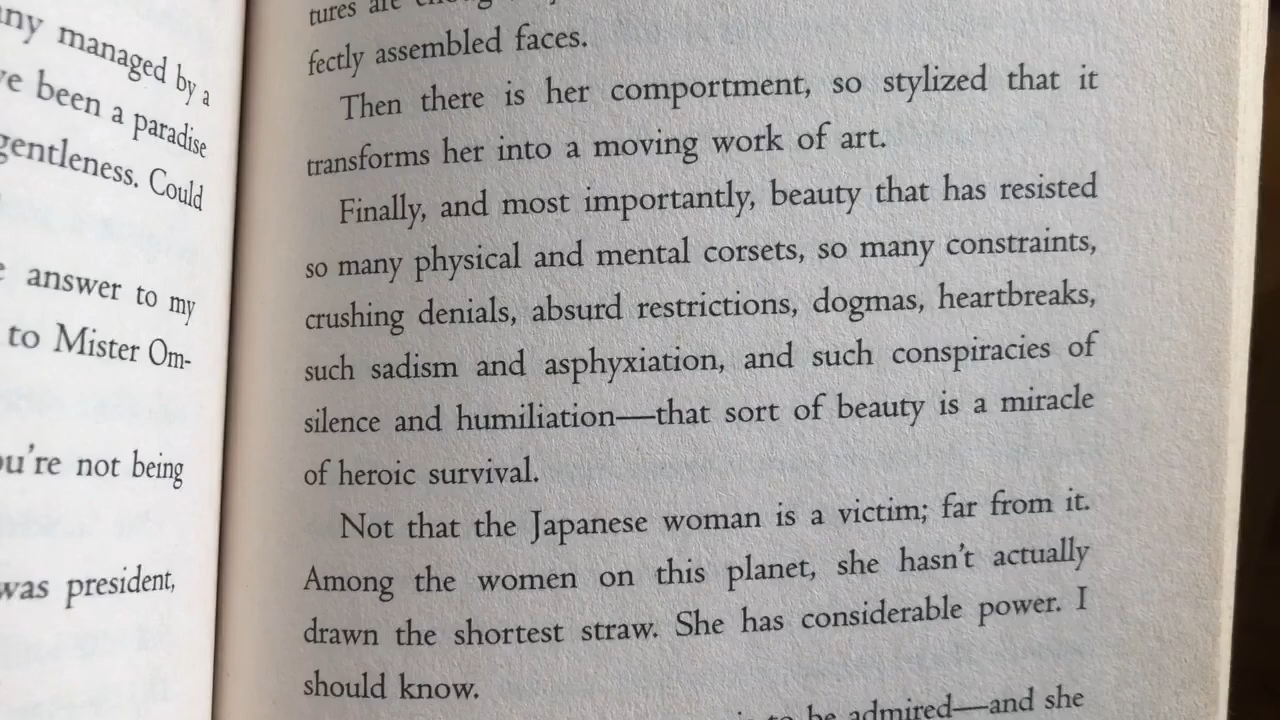 any managed by a
been a paradise
gentleness. Could
answer to my
to Mister Om-
you're not being
was president,
tures are
fectly assembled faces.
Then there is her comportment, so stylized that it
transforms her into a moving work of art.
Finally, and most importantly, beauty that has resisted
so many physical and mental corsets, so many constraints,
crushing denials, absurd restrictions, dogmas, heartbreaks,
such sadism and asphyxiation, and such conspiracies of
silence and humiliation—that sort of beauty is a miracle
of heroic survival.
Not that the Japanese woman is a victim; far from it.
Among the women on this planet, she hasn't actually
drawn the shortest straw. She has considerable power. I
should know.
to be admired—and she